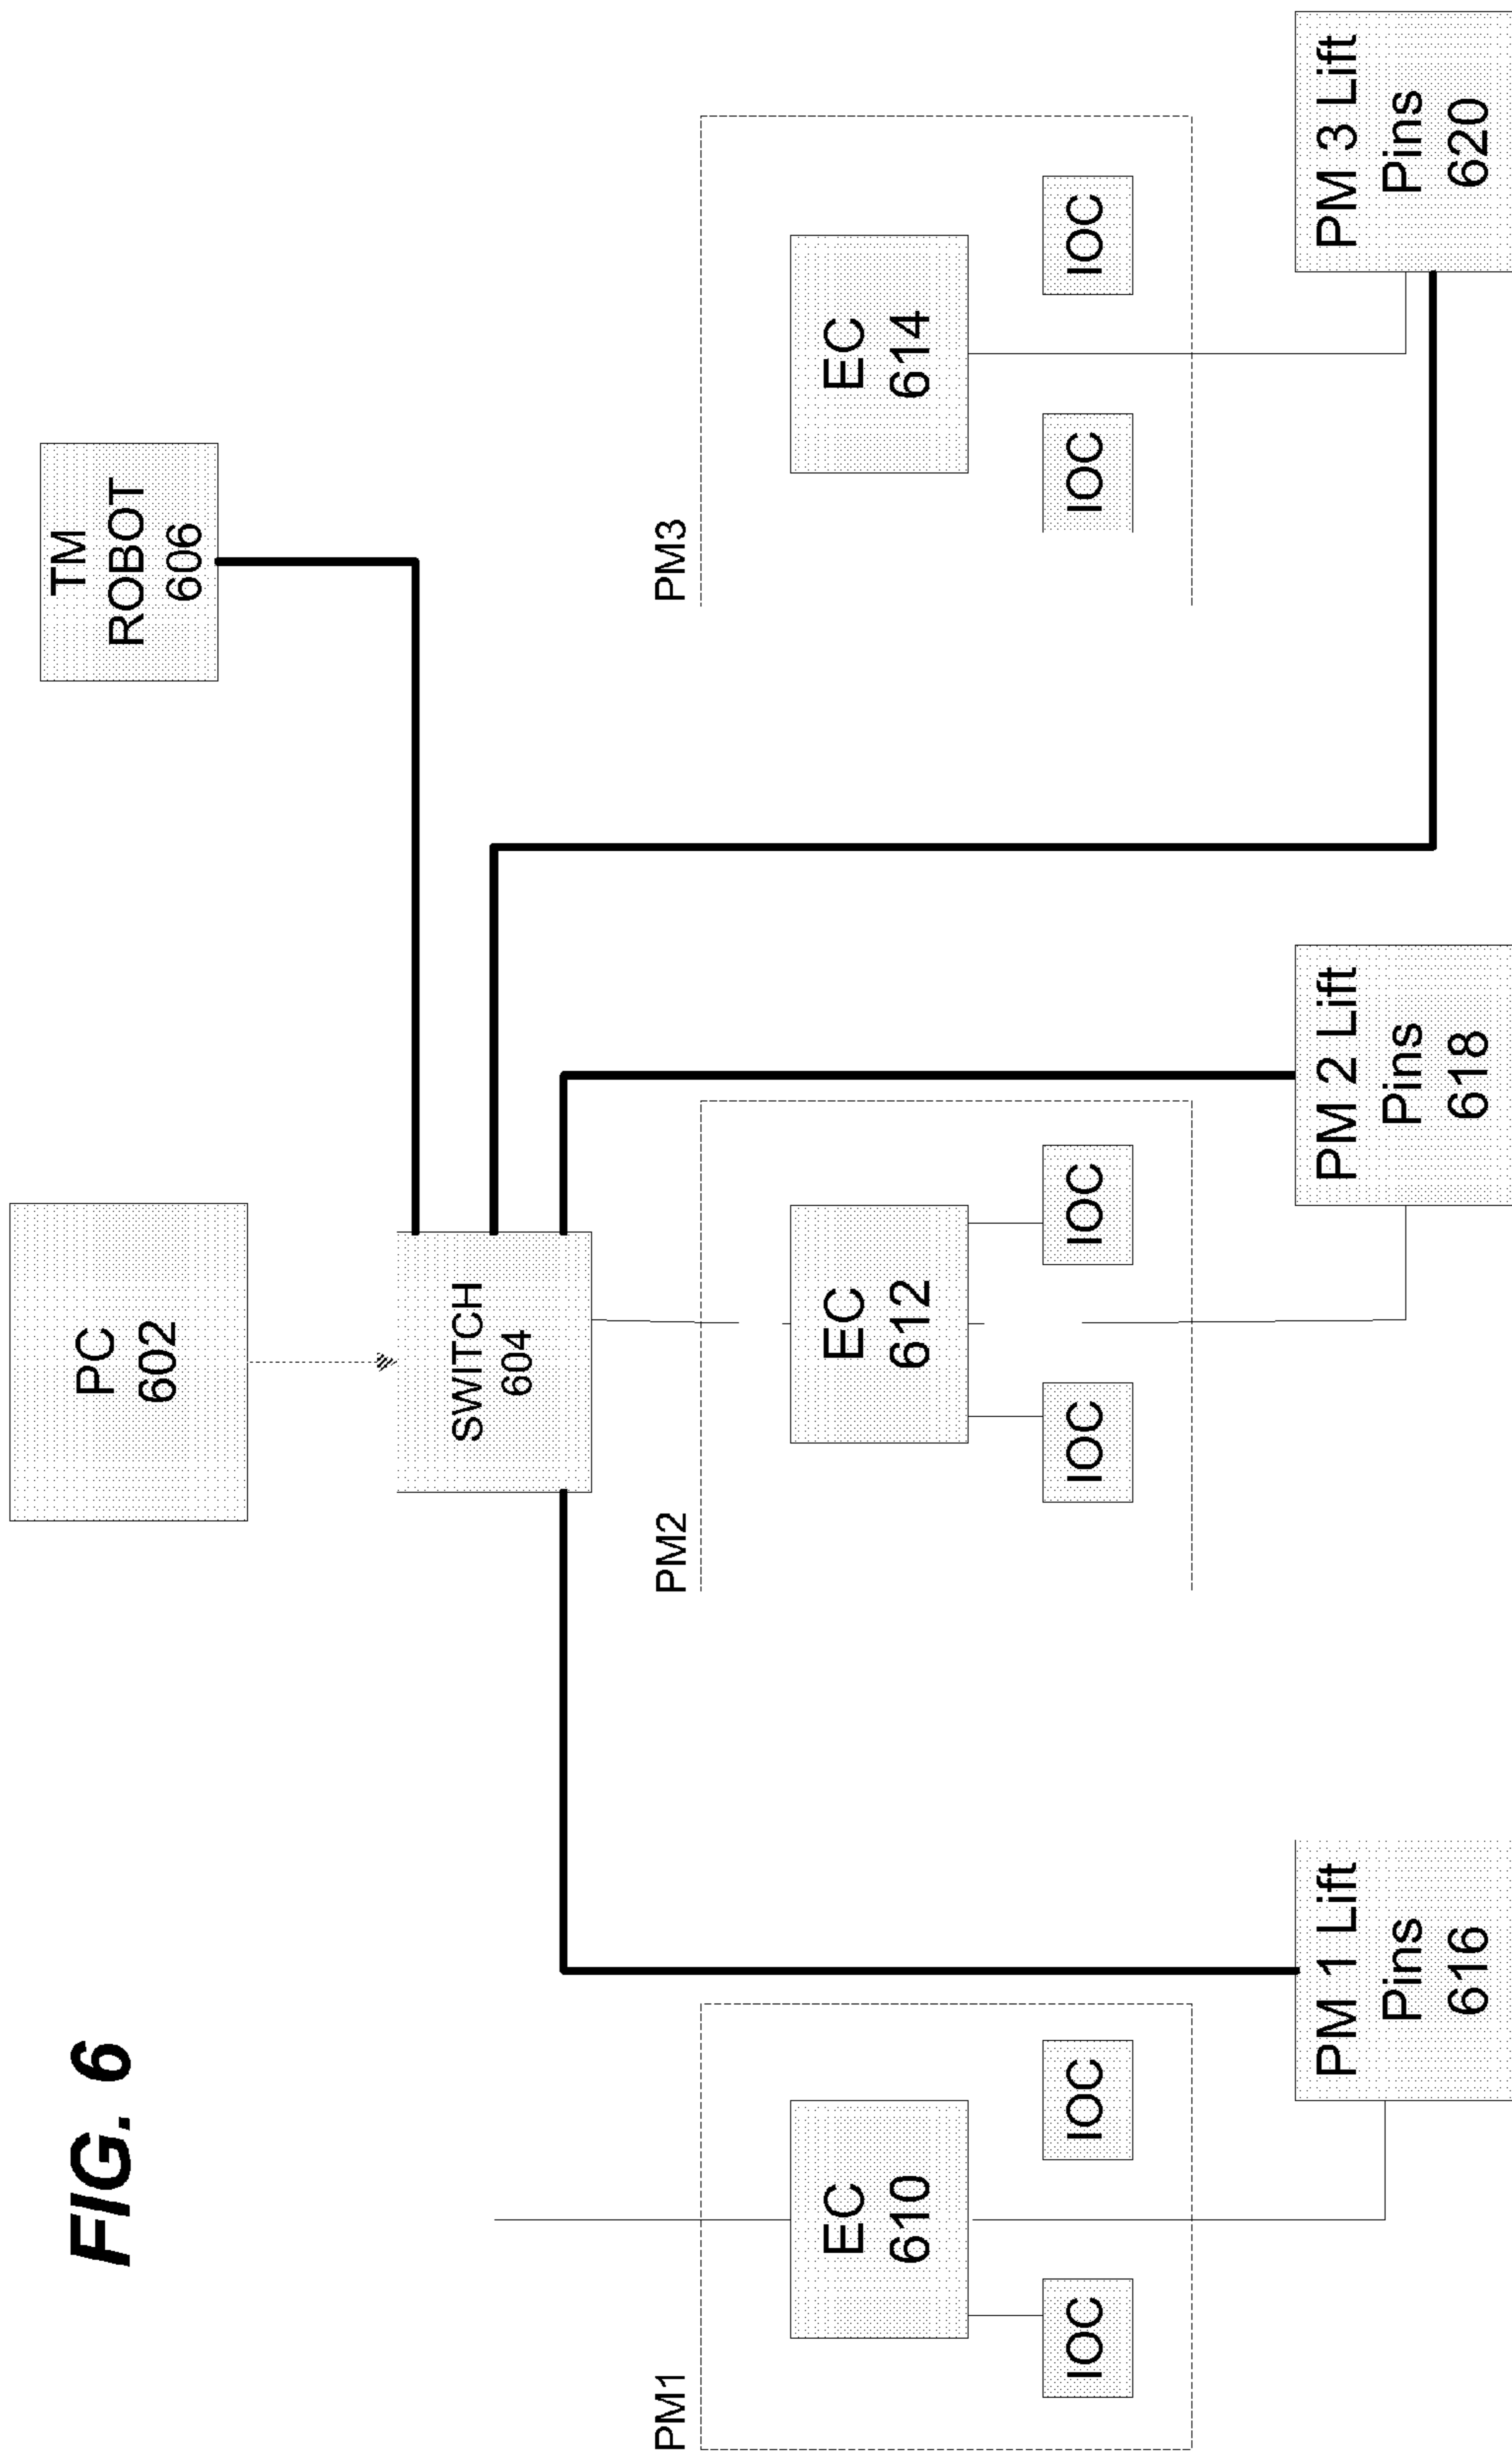 FIG. 6
PC
602
TM
ROBOT
606
SWITCH
604
PM1
EC
610
IOC
IOC
PM2
EC
612
IOC
IOC
PM3
EC
614
IOC
IOC
PM 1 Lift
Pins
616
PM 2 Lift
Pins
618
PM 3 Lift
Pins
620